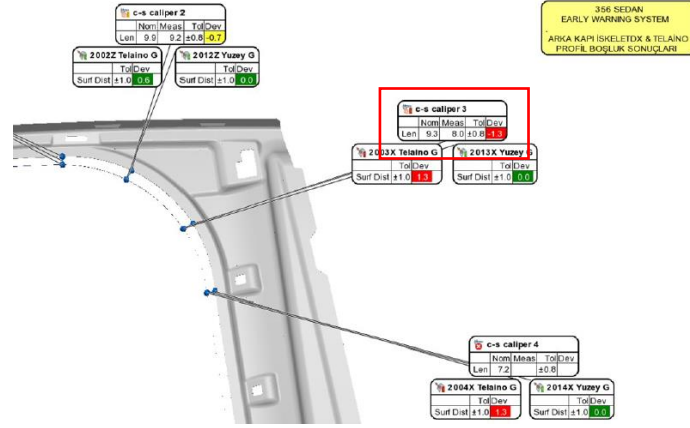 c-s caliper 2
Nom Meas Tol Dev
Len 9.9 9.2 ±0.8 -0.7
2002Z Telaino G
Tol Dev
Surf Dist ±1.0 0.6
2012Z Yuzey G
Tol Dev
Surf Dist ±1.0 0.0
356 SEDAN
EARLY WARNING SYSTEM
ARKA KAPI İSKELETDX & TELAİNO
PROFİL BOŞLUK SONUÇLARI
c-s caliper 3
Nom Meas Tol Dev
Len 9.3 8.0 ±0.8 -1.3
2003X Telaino G
Tol Dev
Surf Dist ±1.0 1.3
2013X Yuzey G
Tol Dev
Surf Dist ±1.0 0.0
c-s caliper 4
Nom Meas Tol Dev
Len 7.2 ±0.8
2004X Telaino G
Tol Dev
Surf Dist ±1.0 1.3
2014X Yuzey G
Tol Dev
Surf Dist ±1.0 0.0